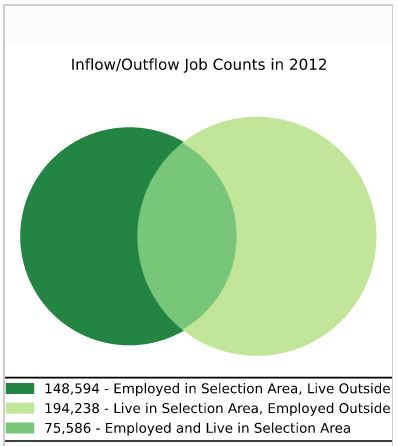 Inflow/Outflow Job Counts in 2012
148,594 - Employed in Selection Area, Live Outside
194,238 - Live in Selection Area, Employed Outside
75,586 - Employed and Live in Selection Area